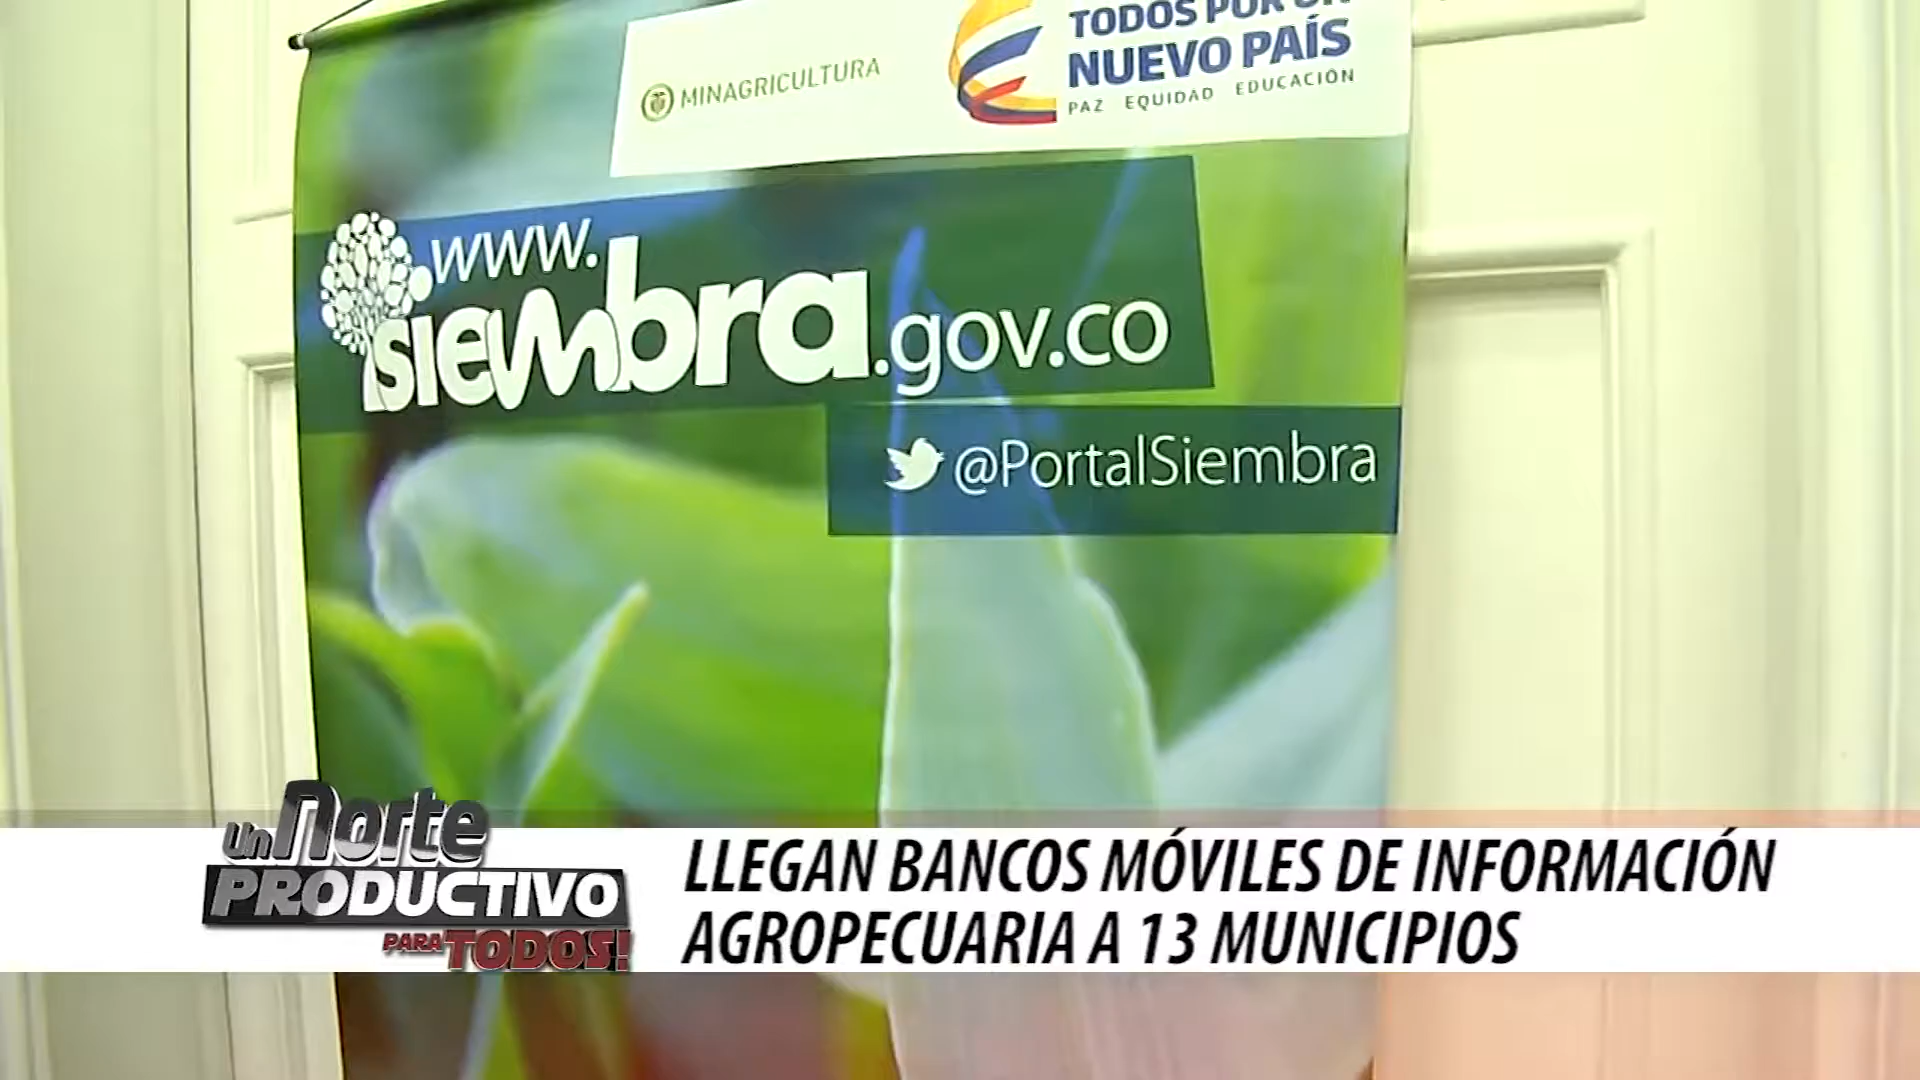 MINAGRICULTURA
TODOS POR UN
NUEVO PAÍS
PAZ EQUIDAD EDUCACIÓN
www.
siembra.gov.co
@PortalSiembra
Un Norte
PRODUCTIVO
PARA TODOS!
LLEGAN BANCOS MÓVILES DE INFORMACIÓN
AGROPECUARIA A 13 MUNICIPIOS